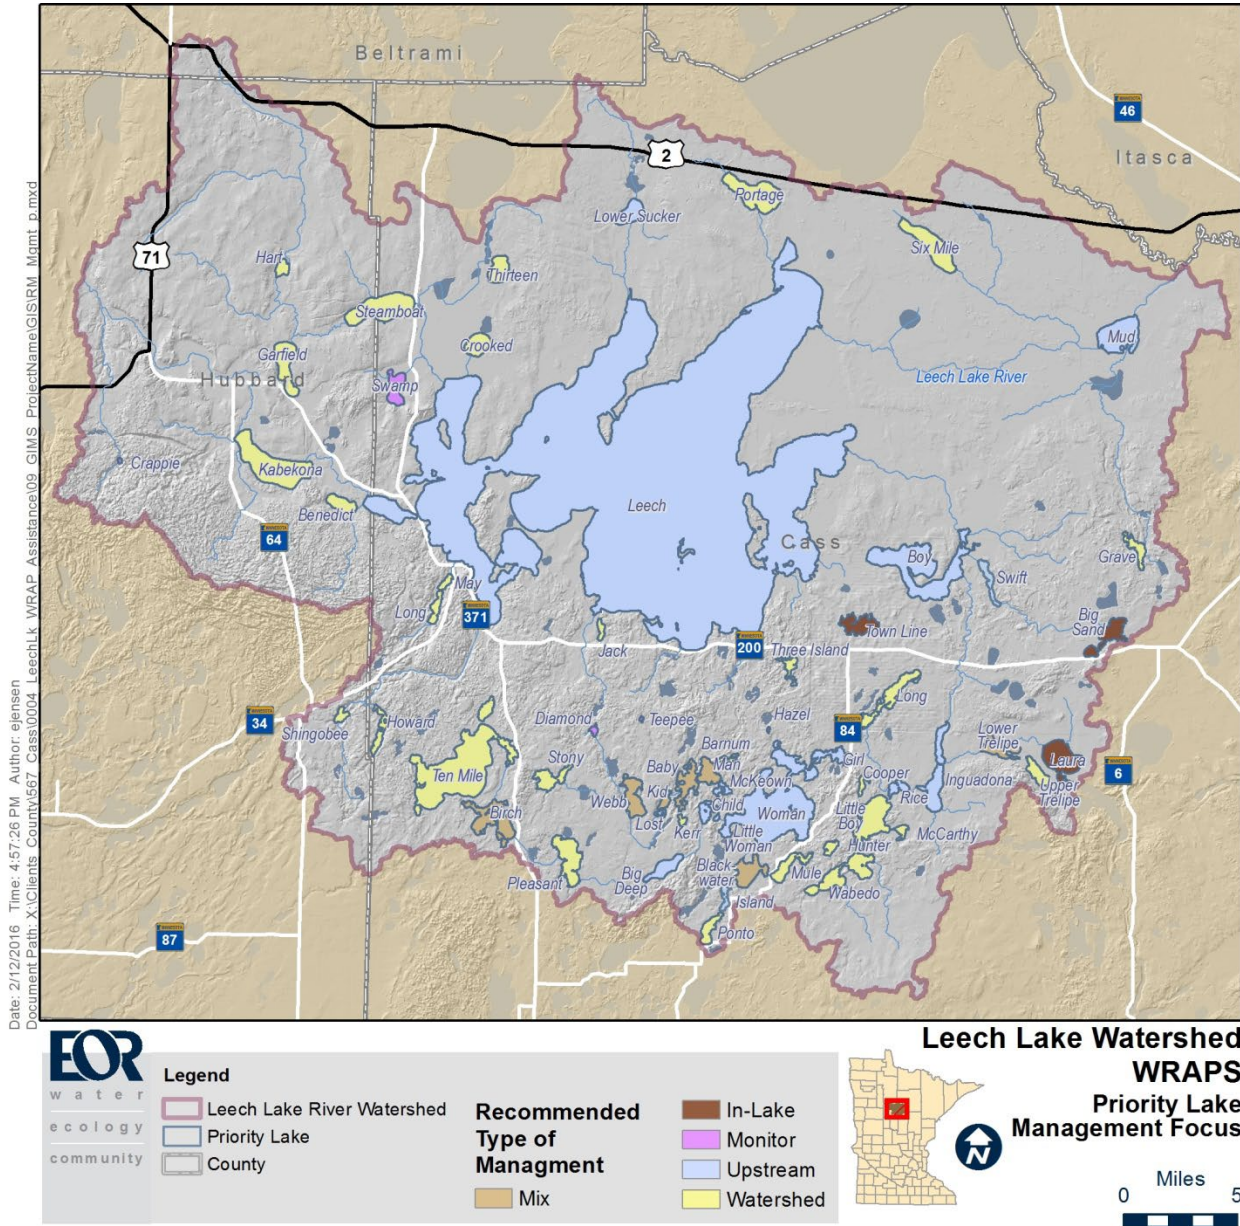 Beltrami
46
Itasca
2
Portage
Lower Sucker
Six Mile
71
Hart
Thirteen
Steamboat
Crooked
Mud
Garfield
Hubbard
Swamp
Leech Lake River
Crappie
Kabekona
Leech
Benedict
64
Cass
Boy
Grave
Swift
May
Long
371
Big
Sand
Town Line
Jack
200
Three Island
Long
34
Shingobee
Howard
Diamond
Teepee
Hazel
84
Lower
Trelipe
Laura
6
Stony
Barnum
Man
Girl
Baby
Ten Mile
McKeown
Cooper
Inguadona
Upper
Trelipe
Webb
Kid
Child
Rice
Birch
Lost
Woman
Little
Boy
Kerr
Little
Woman
McCarthy
Hunter
Pleasant
Big
Deep
Black
water
Mule
Wabedo
Island
Ponto
87
Date: 2/12/2016 Time: 4:57:26 PM Author: ejensen
Document Path: X:\Clients_County\567_Cass\0004_LeechLk_WRAP_Assistance\09_GIMS_ProjectName\GIS\RM_Mgmt_p.mxd
EOR
water
ecology
community
Legend
Leech Lake River Watershed
Priority Lake
County
Recommended
Type of
Managment
Mix
In-Lake
Monitor
Upstream
Watershed
Leech Lake Watershed
WRAPS
Priority Lake
Management Focus
N
Miles
0 5